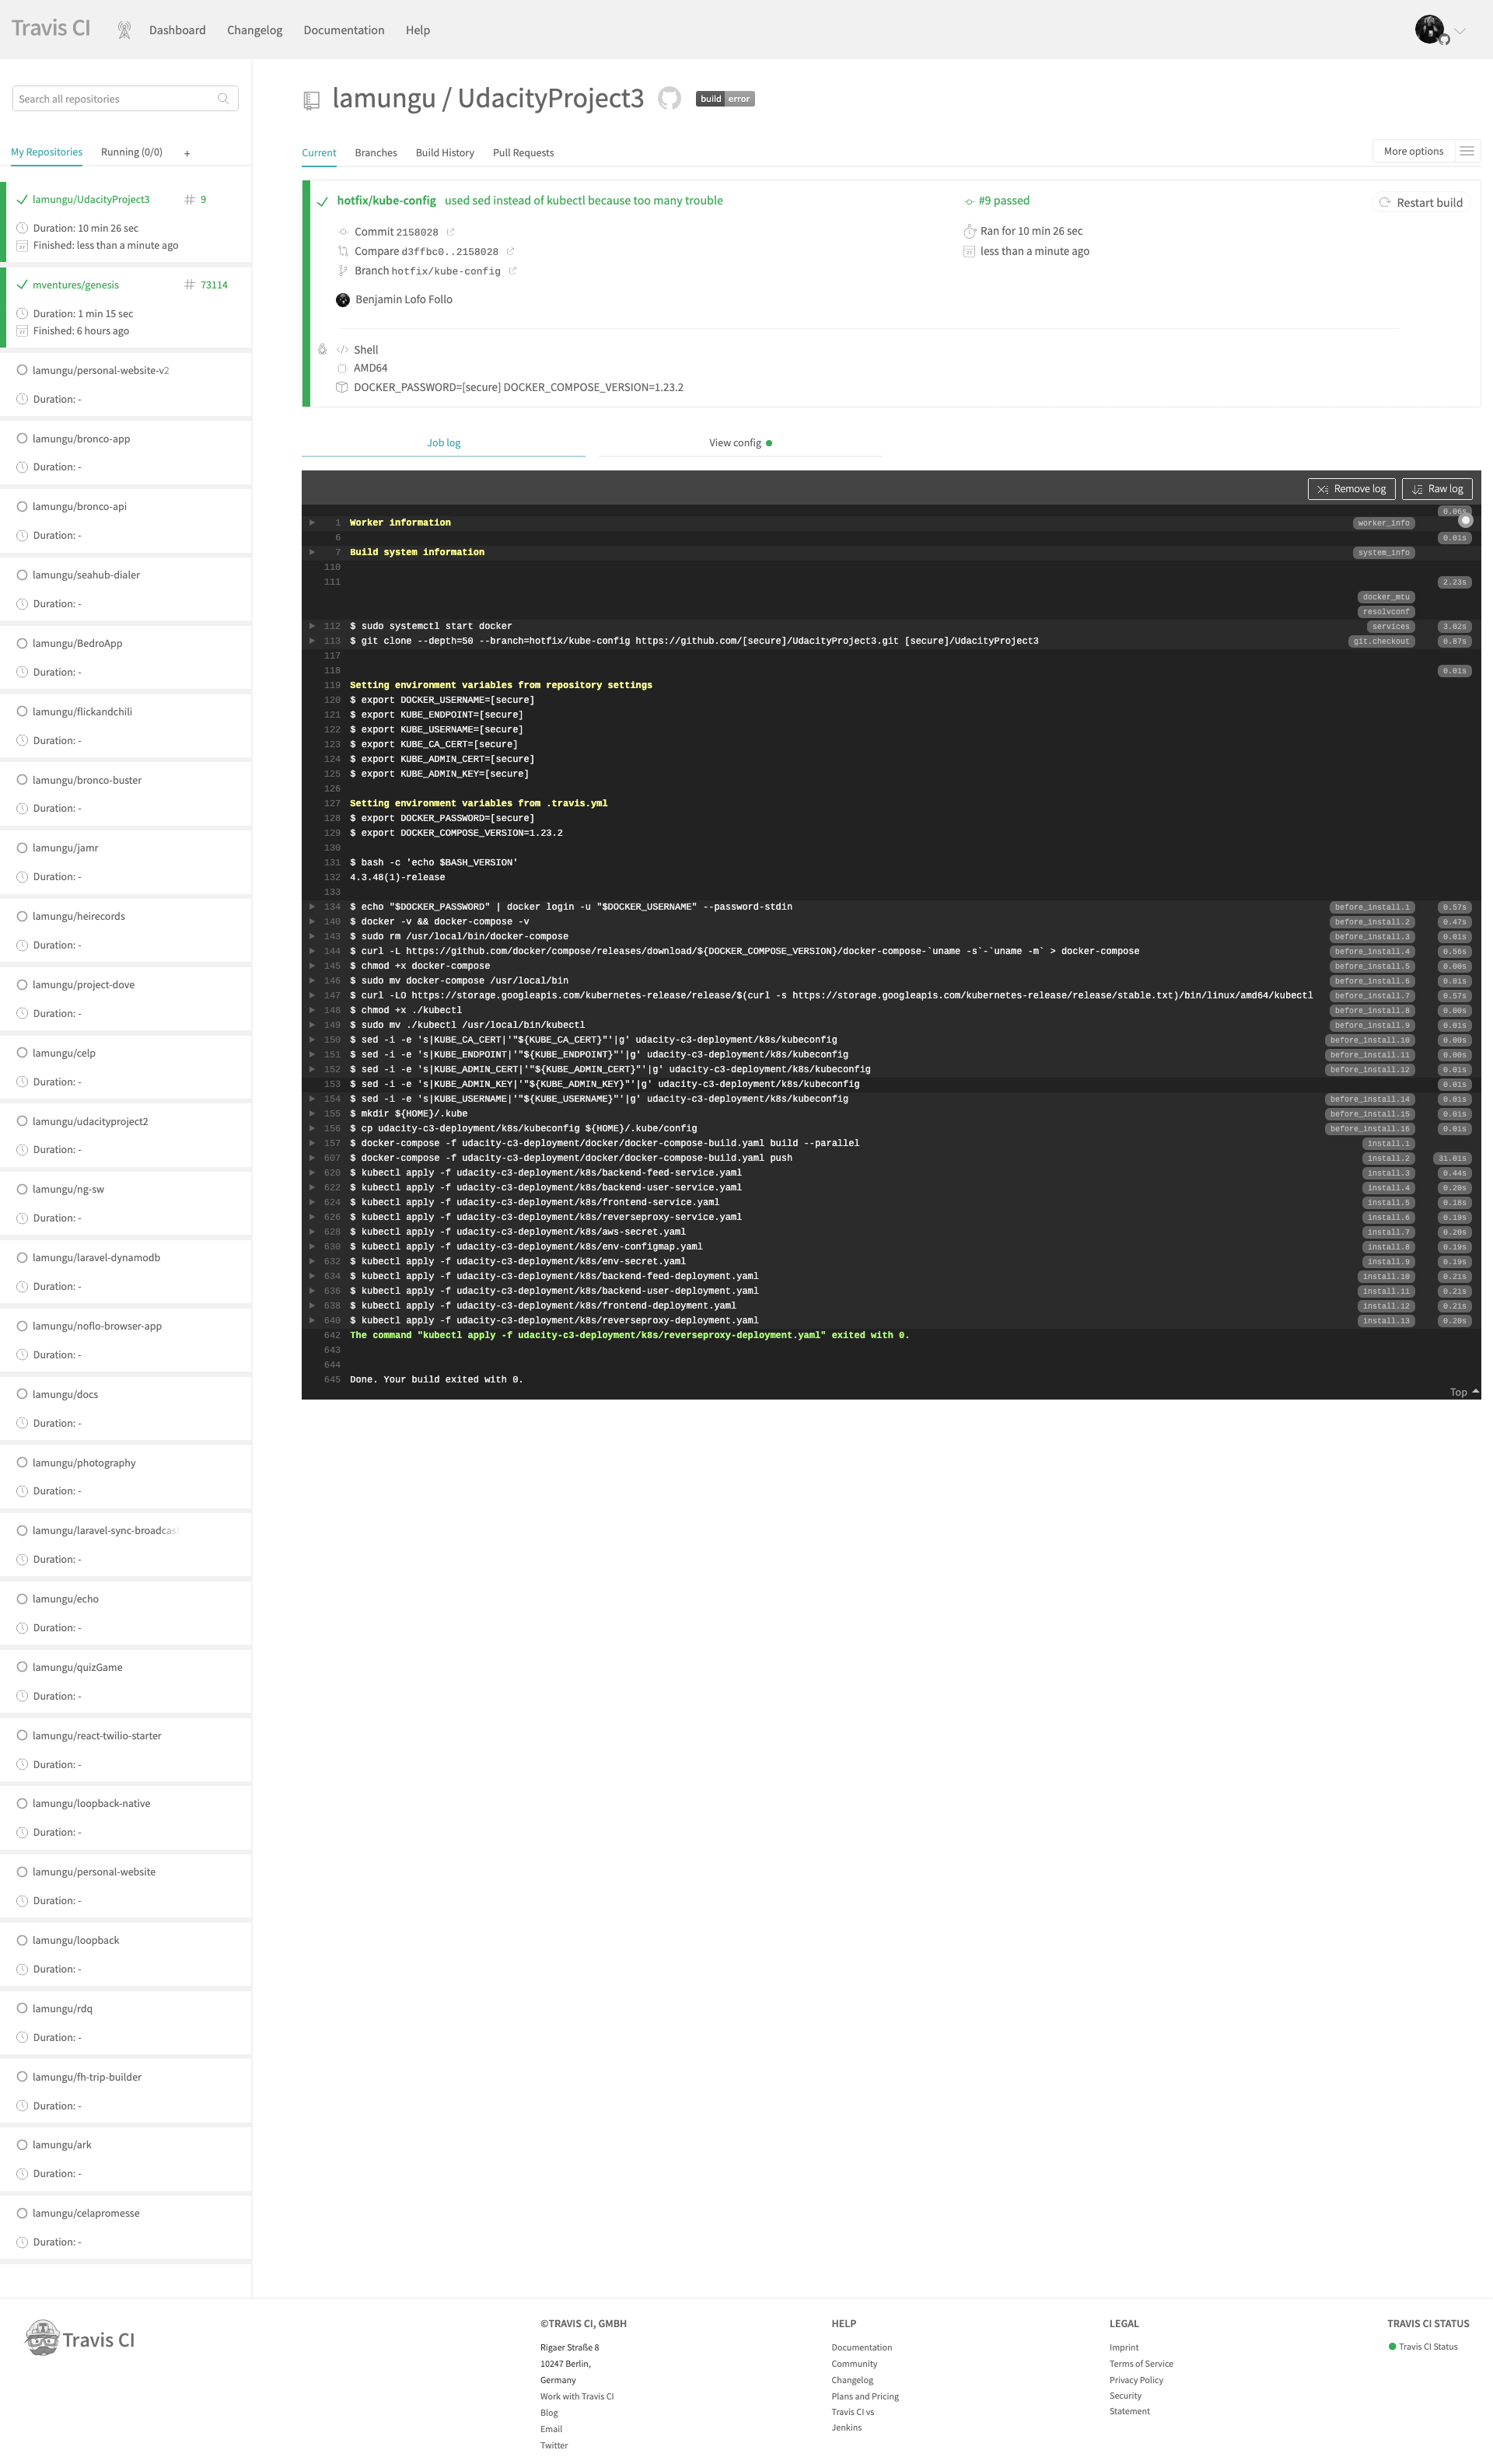 Travis CI
Dashboard Changelog Documentation Help
Search all repositories
My Repositories Running (0/0) +
lamungu/UdacityProject3 # 9
Duration: 10 min 26 sec
Finished: less than a minute ago
mventures/genesis # 73114
Duration: 1 min 15 sec
Finished: 6 hours ago
lamungu/personal-website-v2
Duration: -
lamungu/bronco-app
Duration: -
lamungu/bronco-api
Duration: -
lamungu/seahub-dialer
Duration: -
lamungu/BedroApp
Duration: -
lamungu/flickandchili
Duration: -
lamungu/bronco-buster
Duration: -
lamungu/jamr
Duration: -
lamungu/heirecords
Duration: -
lamungu/project-dove
Duration: -
lamungu/celp
Duration: -
lamungu/udacityproject2
Duration: -
lamungu/ng-sw
Duration: -
lamungu/laravel-dynamodb
Duration: -
lamungu/noflo-browser-app
Duration: -
lamungu/docs
Duration: -
lamungu/photography
Duration: -
lamungu/laravel-sync-broadcast
Duration: -
lamungu/echo
Duration: -
lamungu/quizGame
Duration: -
lamungu/react-twilio-starter
Duration: -
lamungu/loopback-native
Duration: -
lamungu/personal-website
Duration: -
lamungu/loopback
Duration: -
lamungu/rdq
Duration: -
lamungu/fh-trip-builder
Duration: -
lamungu/ark
Duration: -
lamungu/celapromesse
Duration: -
lamungu / UdacityProject3 build error
Current Branches Build History Pull Requests More options
hotfix/kube-config used sed instead of kubectl because too many trouble #9 passed Restart build
Commit 2158028 Ran for 10 min 26 sec
Compare d3ffbc0..2158028 less than a minute ago
Branch hotfix/kube-config
Benjamin Lofo Follo
Shell
AMD64
DOCKER_PASSWORD=[secure] DOCKER_COMPOSE_VERSION=1.23.2
Job log View config
Remove log Raw log
0.06s
1 Worker information worker_info
6 0.01s
7 Build system information system_info
110
111 2.23s
docker_mtu
resolvconf
112 $ sudo systemctl start docker services 3.02s
113 $ git clone --depth=50 --branch=hotfix/kube-config https://github.com/[secure]/UdacityProject3.git [secure]/UdacityProject3 git.checkout 0.87s
117
118 0.01s
119 Setting environment variables from repository settings
120 $ export DOCKER_USERNAME=[secure]
121 $ export KUBE_ENDPOINT=[secure]
122 $ export KUBE_USERNAME=[secure]
123 $ export KUBE_CA_CERT=[secure]
124 $ export KUBE_ADMIN_CERT=[secure]
125 $ export KUBE_ADMIN_KEY=[secure]
126
127 Setting environment variables from .travis.yml
128 $ export DOCKER_PASSWORD=[secure]
129 $ export DOCKER_COMPOSE_VERSION=1.23.2
130
131 $ bash -c 'echo $BASH_VERSION'
132 4.3.48(1)-release
133
134 $ echo "$DOCKER_PASSWORD" | docker login -u "$DOCKER_USERNAME" --password-stdin before_install.1 0.57s
140 $ docker -v && docker-compose -v before_install.2 0.47s
143 $ sudo rm /usr/local/bin/docker-compose before_install.3 0.01s
144 $ curl -L https://github.com/docker/compose/releases/download/${DOCKER_COMPOSE_VERSION}/docker-compose-`uname -s`-`uname -m` > docker-compose before_install.4 0.56s
145 $ chmod +x docker-compose before_install.5 0.00s
146 $ sudo mv docker-compose /usr/local/bin before_install.6 0.01s
147 $ curl -LO https://storage.googleapis.com/kubernetes-release/release/$(curl -s https://storage.googleapis.com/kubernetes-release/release/stable.txt)/bin/linux/amd64/kubectl before_install.7 0.57s
148 $ chmod +x ./kubectl before_install.8 0.00s
149 $ sudo mv ./kubectl /usr/local/bin/kubectl before_install.9 0.01s
150 $ sed -i -e 's|KUBE_CA_CERT|'"${KUBE_CA_CERT}"'|g' udacity-c3-deployment/k8s/kubeconfig before_install.10 0.00s
151 $ sed -i -e 's|KUBE_ENDPOINT|'"${KUBE_ENDPOINT}"'|g' udacity-c3-deployment/k8s/kubeconfig before_install.11 0.00s
152 $ sed -i -e 's|KUBE_ADMIN_CERT|'"${KUBE_ADMIN_CERT}"'|g' udacity-c3-deployment/k8s/kubeconfig before_install.12 0.01s
153 $ sed -i -e 's|KUBE_ADMIN_KEY|'"${KUBE_ADMIN_KEY}"'|g' udacity-c3-deployment/k8s/kubeconfig 0.01s
154 $ sed -i -e 's|KUBE_USERNAME|'"${KUBE_USERNAME}"'|g' udacity-c3-deployment/k8s/kubeconfig before_install.14 0.01s
155 $ mkdir ${HOME}/.kube before_install.15 0.01s
156 $ cp udacity-c3-deployment/k8s/kubeconfig ${HOME}/.kube/config before_install.16 0.01s
157 $ docker-compose -f udacity-c3-deployment/docker/docker-compose-build.yaml build --parallel install.1
607 $ docker-compose -f udacity-c3-deployment/docker/docker-compose-build.yaml push install.2 31.01s
620 $ kubectl apply -f udacity-c3-deployment/k8s/backend-feed-service.yaml install.3 0.44s
622 $ kubectl apply -f udacity-c3-deployment/k8s/backend-user-service.yaml install.4 0.20s
624 $ kubectl apply -f udacity-c3-deployment/k8s/frontend-service.yaml install.5 0.18s
626 $ kubectl apply -f udacity-c3-deployment/k8s/reverseproxy-service.yaml install.6 0.19s
628 $ kubectl apply -f udacity-c3-deployment/k8s/aws-secret.yaml install.7 0.20s
630 $ kubectl apply -f udacity-c3-deployment/k8s/env-configmap.yaml install.8 0.19s
632 $ kubectl apply -f udacity-c3-deployment/k8s/env-secret.yaml install.9 0.19s
634 $ kubectl apply -f udacity-c3-deployment/k8s/backend-feed-deployment.yaml install.10 0.21s
636 $ kubectl apply -f udacity-c3-deployment/k8s/backend-user-deployment.yaml install.11 0.21s
638 $ kubectl apply -f udacity-c3-deployment/k8s/frontend-deployment.yaml install.12 0.21s
640 $ kubectl apply -f udacity-c3-deployment/k8s/reverseproxy-deployment.yaml install.13 0.20s
642 The command "kubectl apply -f udacity-c3-deployment/k8s/reverseproxy-deployment.yaml" exited with 0.
643
644
645 Done. Your build exited with 0.
Top
Travis CI
©TRAVIS CI, GMBH
Rigaer Straße 8
10247 Berlin,
Germany
Work with Travis CI
Blog
Email
Twitter
HELP
Documentation
Community
Changelog
Plans and Pricing
Travis CI vs
Jenkins
LEGAL
Imprint
Terms of Service
Privacy Policy
Security
Statement
TRAVIS CI STATUS
Travis CI Status